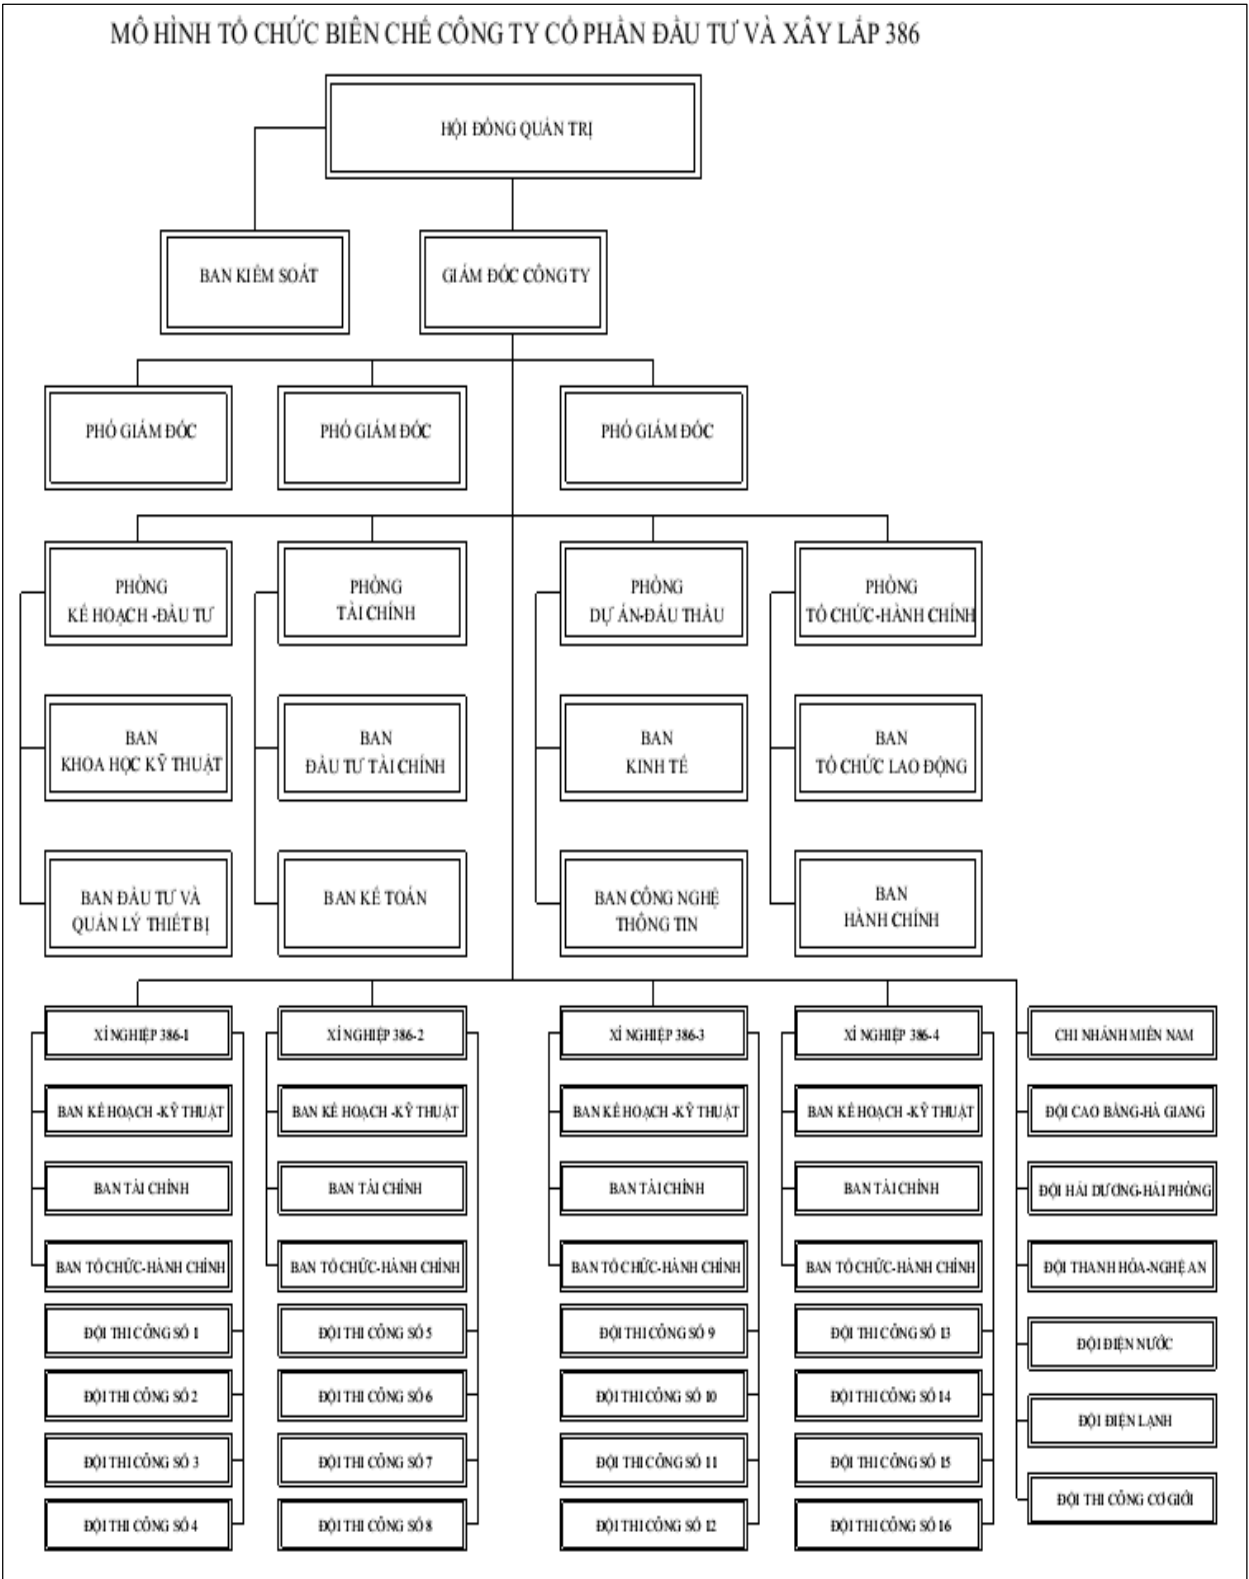 MÔ HÌNH TỔ CHỨC BIÊN CHẾ CÔNG TY CỔ PHẦN ĐẦU TƯ VÀ XÂY LẮP 386
HỘI ĐỒNG QUẢN TRỊ
BAN KIỂM SOÁT
GIÁM ĐỐC CÔNG TY
PHÓ GIÁM ĐỐC
PHÓ GIÁM ĐỐC
PHÓ GIÁM ĐỐC
PHÒNG
KẾ HOẠCH -ĐẦU TƯ
PHÒNG
TÀI CHÍNH
PHÒNG
DỰ ÁN-ĐẤU THẦU
PHÒNG
TỔ CHỨC-HÀNH CHÍNH
BAN
KHOA HỌC KỸ THUẬT
BAN
ĐẦU TƯ TÀI CHÍNH
BAN
KINH TẾ
BAN
TỔ CHỨC LAO ĐỘNG
BAN ĐẦU TƯ VÀ
QUẢN LÝ THIẾT BỊ
BAN KẾ TOÁN
BAN CÔNG NGHỆ
THÔNG TIN
BAN
HÀNH CHÍNH
XÍ NGHIỆP 386-1
XÍ NGHIỆP 386-2
XÍ NGHIỆP 386-3
XÍ NGHIỆP 386-4
CHI NHÁNH MIỀN NAM
BAN KẾ HOẠCH -KỸ THUẬT
BAN KẾ HOẠCH -KỸ THUẬT
BAN KẾ HOẠCH -KỸ THUẬT
BAN KẾ HOẠCH -KỸ THUẬT
ĐỘI CAO BẰNG-HÀ GIANG
BAN TÀI CHÍNH
BAN TÀI CHÍNH
BAN TÀI CHÍNH
BAN TÀI CHÍNH
ĐỘI HẢI DƯƠNG-HẢI PHÒNG
BAN TỔ CHỨC-HÀNH CHÍNH
BAN TỔ CHỨC-HÀNH CHÍNH
BAN TỔ CHỨC-HÀNH CHÍNH
BAN TỔ CHỨC-HÀNH CHÍNH
ĐỘI THANH HÓA-NGHỆ AN
ĐỘI THI CÔNG SỐ 1
ĐỘI THI CÔNG SỐ 5
ĐỘI THI CÔNG SỐ 9
ĐỘI THI CÔNG SỐ 13
ĐỘI ĐIỆN NƯỚC
ĐỘI THI CÔNG SỐ 2
ĐỘI THI CÔNG SỐ 6
ĐỘI THI CÔNG SỐ 10
ĐỘI THI CÔNG SỐ 14
ĐỘI ĐIỆN LẠNH
ĐỘI THI CÔNG SỐ 3
ĐỘI THI CÔNG SỐ 7
ĐỘI THI CÔNG SỐ 11
ĐỘI THI CÔNG SỐ 15
ĐỘI THI CÔNG CƠ GIỚI
ĐỘI THI CÔNG SỐ 4
ĐỘI THI CÔNG SỐ 8
ĐỘI THI CÔNG SỐ 12
ĐỘI THI CÔNG SỐ 16